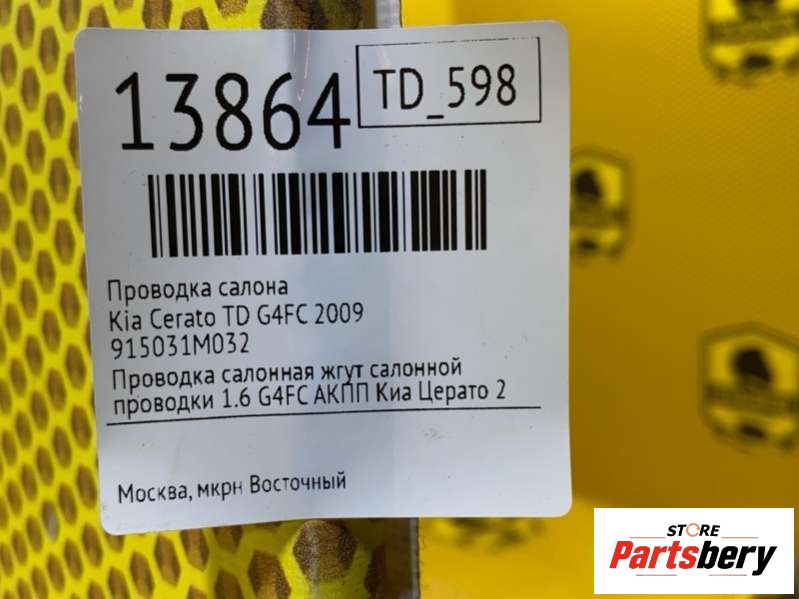 13864
TD_598
Проводка салона
Kia Cerato TD G4FC 2009
915031M032
Проводка салонная жгут салонной
проводки 1.6 G4FC АКПП Киа Церато 2
Москва, мкрн Восточный
STORE
Partsbery